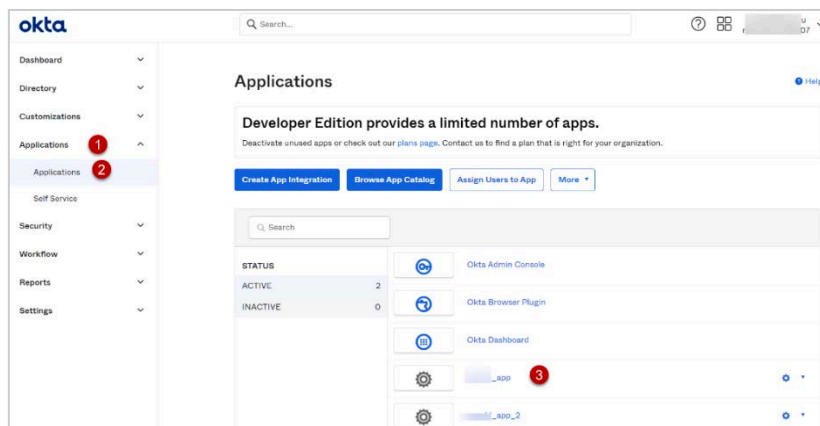 okta
Search...
u
07
Dashboard
Directory
Customizations
Applications 1
Applications 2
Self Service
Security
Workflow
Reports
Settings
Applications
Help
Developer Edition provides a limited number of apps.
Deactivate unused apps or check out our plans page. Contact us to find a plan that is right for your organization.
Create App Integration Browse App Catalog Assign Users to App More
Search
STATUS
ACTIVE 2
INACTIVE 0
Okta Admin Console
Okta Browser Plugin
Okta Dashboard
_app 3
_app_2